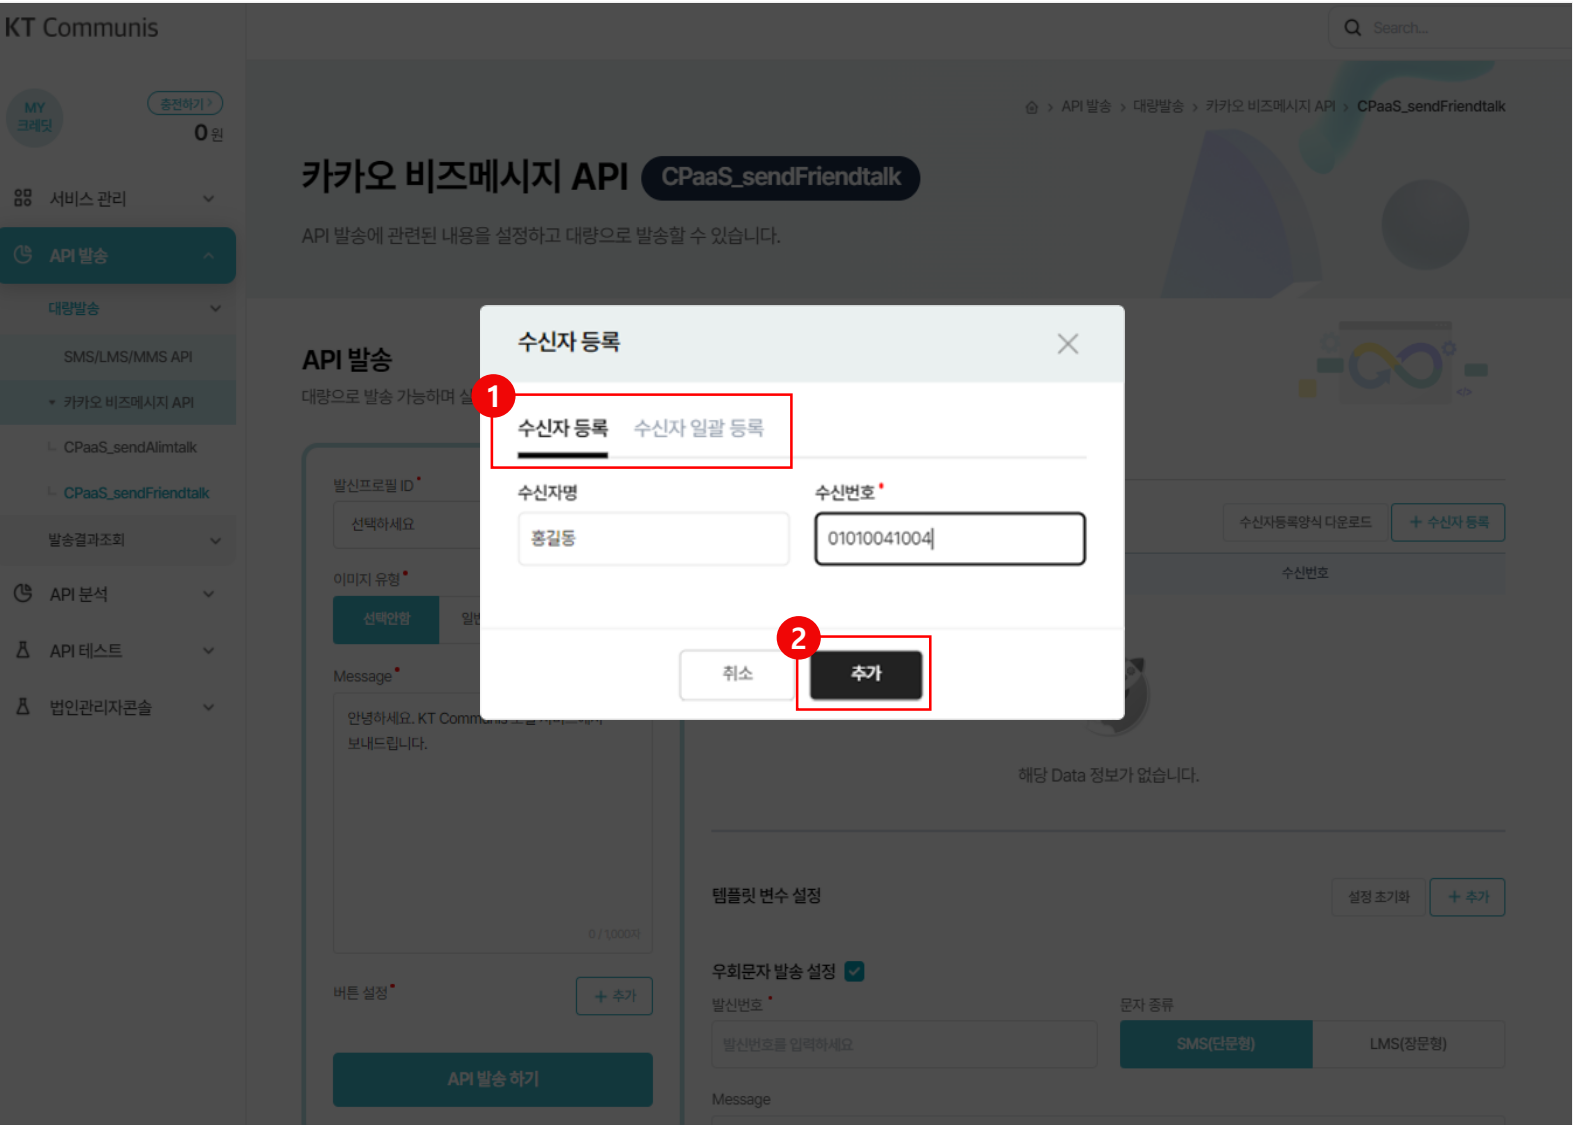 KT Communis
Search...
MY
크레딧
충전하기 >
0 원
서비스 관리
API 발송
대량발송
SMS/LMS/MMS API
카카오 비즈메시지 API
CPaaS_sendAlimtalk
CPaaS_sendFriendtalk
발송결과조회
API 분석
API 테스트
법인관리자콘솔
> API 발송 > 대량발송 > 카카오 비즈메시지 API > CPaaS_sendFriendtalk
카카오 비즈메시지 API CPaaS_sendFriendtalk
API 발송에 관련된 내용을 설정하고 대량으로 발송할 수 있습니다.
API 발송
대량으로 발송 가능하며
발신프로필 ID*
선택하세요
이미지 유형*
선택안함
Message*
안녕하세요. KT
보내드립니다.
0 / 1,000자
버튼 설정*
+ 추가
API 발송 하기
수신자 등록
1
수신자 등록 수신자 일괄 등록
수신자명 수신번호*
홍길동 01010041004
2
취소 추가
수신자등록양식 다운로드 + 수신자 등록
수신번호
해당 Data 정보가 없습니다.
템플릿 변수 설정 설정 초기화 + 추가
우회문자 발송 설정
발신번호* 문자 종류
발신번호를 입력하세요 SMS(단문형) LMS(장문형)
Message